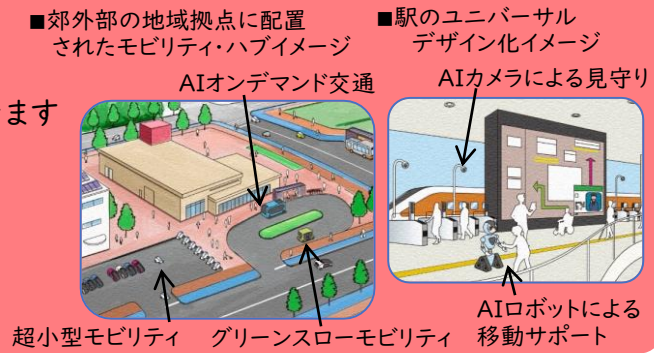 ■郊外部の地域拠点に配置
されたモビリティ・ハブイメージ
■駅のユニバーサル
デザイン化イメージ
AIオンデマンド交通
AIカメラによる見守り
ます
超小型モビリティ
グリーンスローモビリティ
AIロボットによる
移動サポート